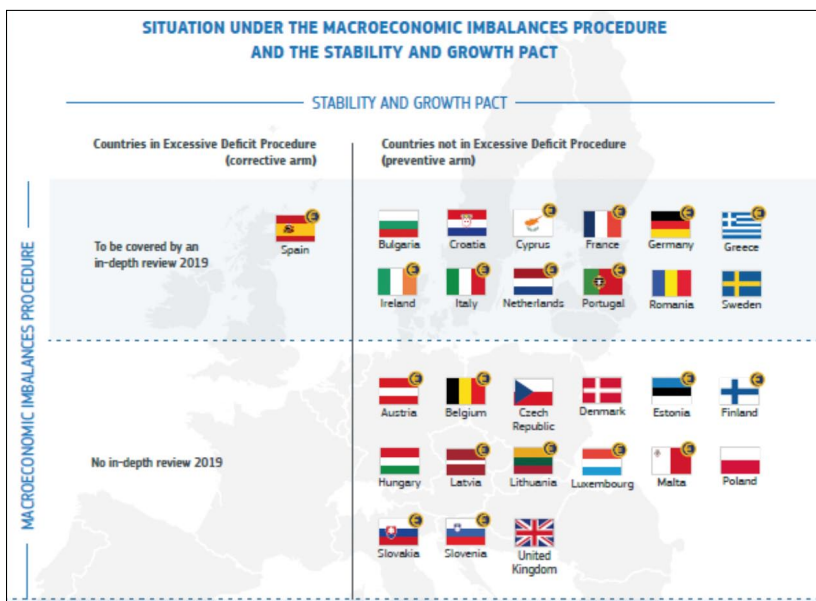 SITUATION UNDER THE MACROECONOMIC IMBALANCES PROCEDURE
AND THE STABILITY AND GROWTH PACT
STABILITY AND GROWTH PACT
Countries in Excessive Deficit Procedure
(corrective arm)
Countries not in Excessive Deficit Procedure
(preventive arm)
MACROECONOMIC IMBALANCES PROCEDURE
To be covered by an
in-depth review 2019
Spain
Bulgaria Croatia Cyprus France Germany Greece
Ireland Italy Netherlands Portugal Romania Sweden
No in-depth review 2019
Austria Belgium Czech Republic Denmark Estonia Finland
Hungary Latvia Lithuania Luxembourg Malta Poland
Slovakia Slovenia United Kingdom